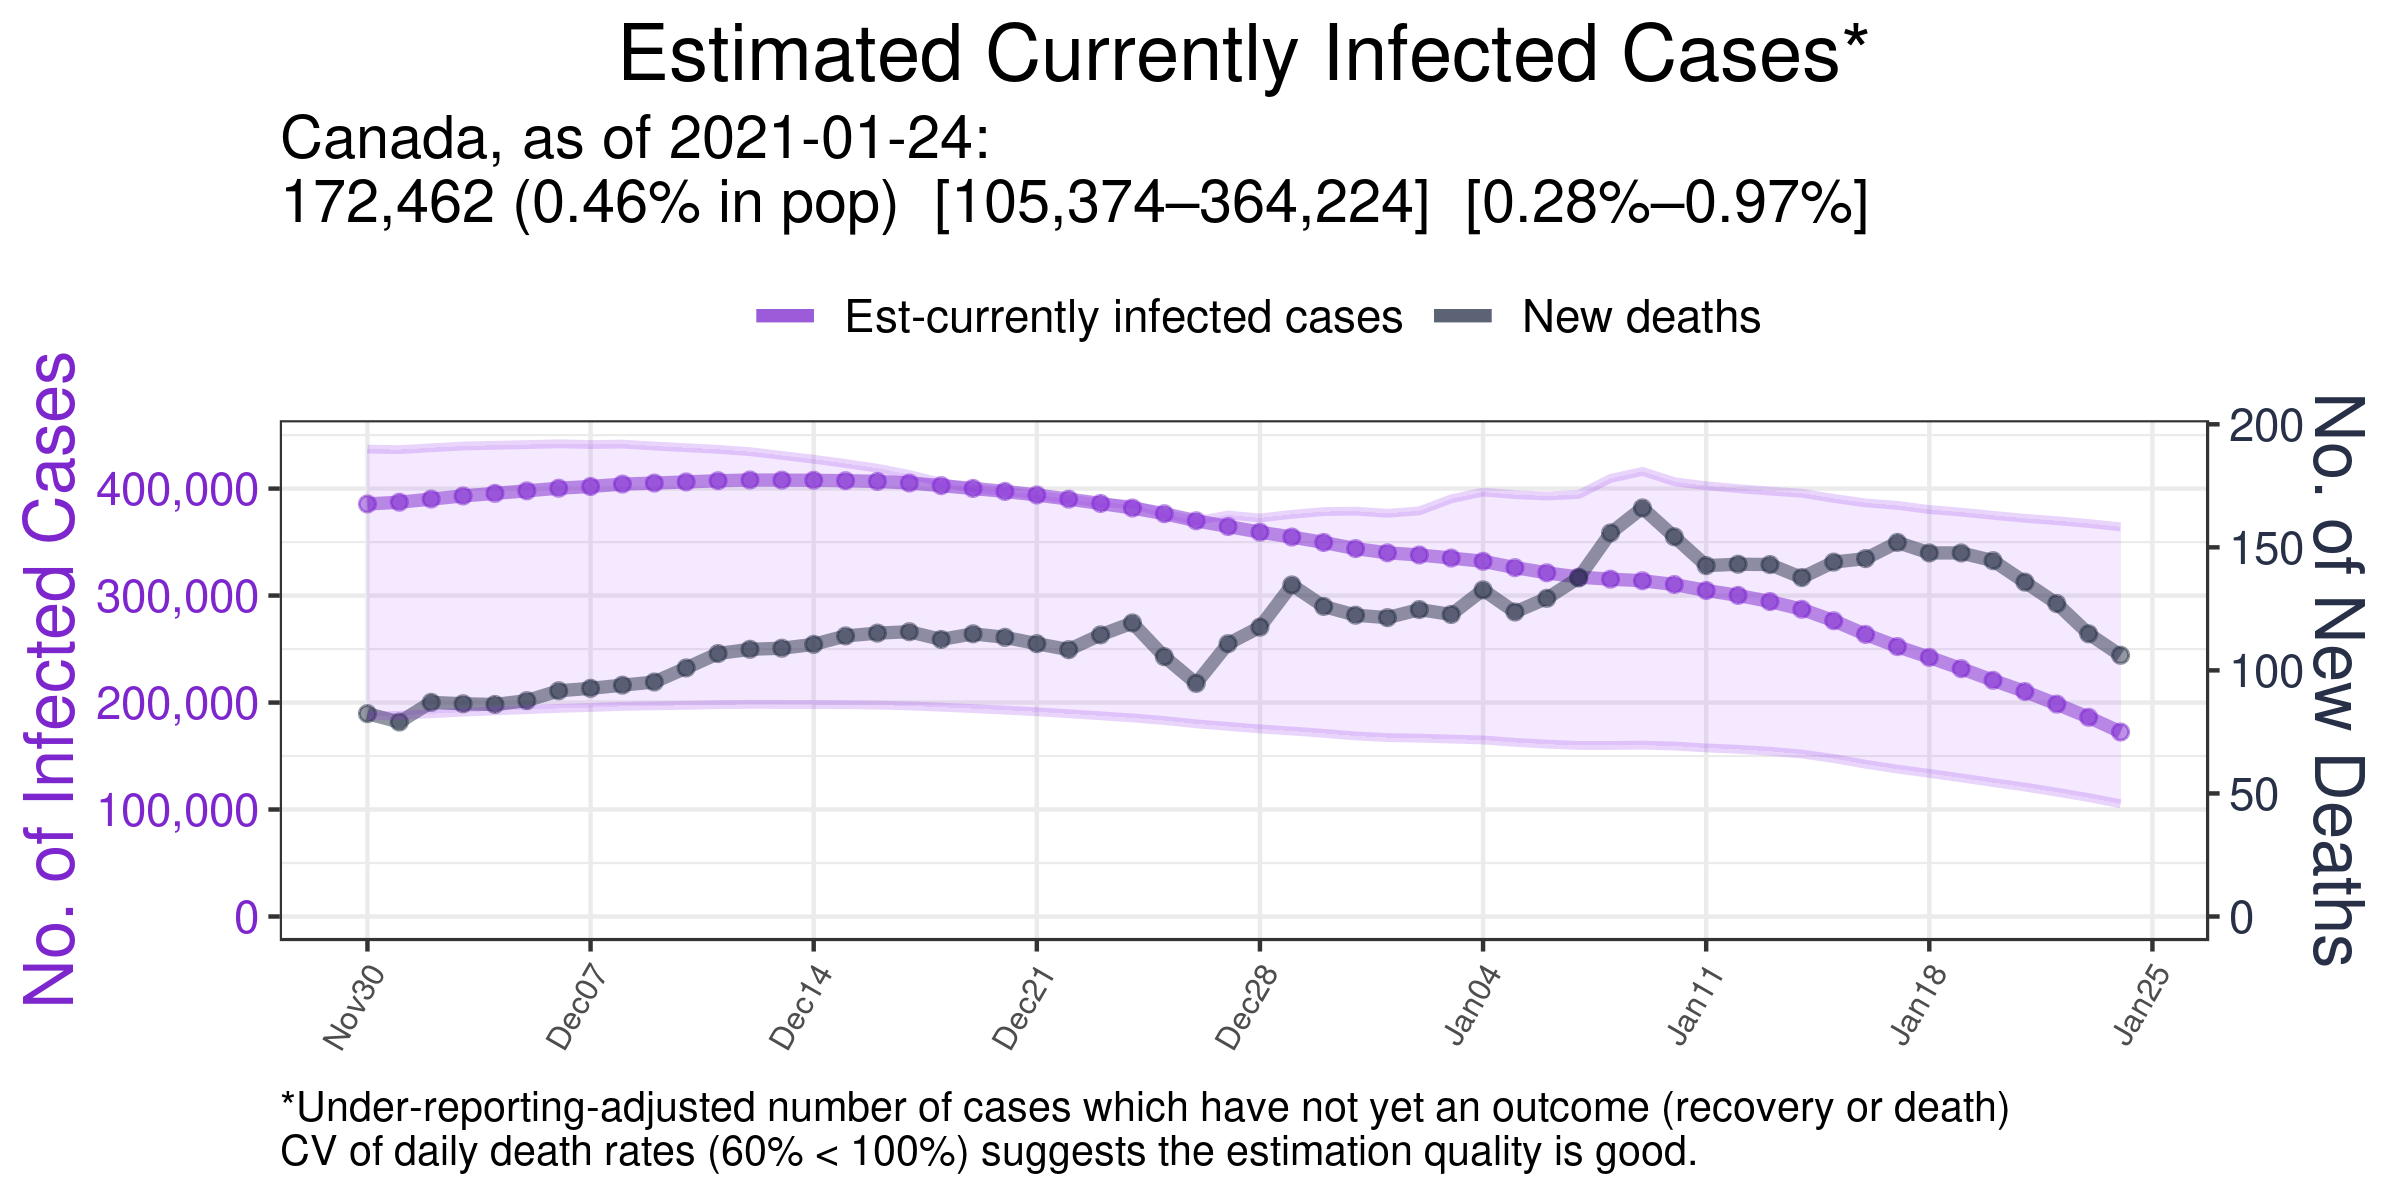 Estimated Currently Infected Cases*
Canada, as of 2021-01-24:
172,462 (0.46% in pop)  [105,374–364,224]  [0.28%–0.97%]
Est-currently infected cases
New deaths
No. of Infected Cases
400,000
300,000
200,000
100,000
0
200
150
100
50
0
No. of New Deaths
Nov30
Dec07
Dec14
Dec21
Dec28
Jan04
Jan11
Jan18
Jan25
*Under-reporting-adjusted number of cases which have not yet an outcome (recovery or death)
CV of daily death rates (60% < 100%) suggests the estimation quality is good.